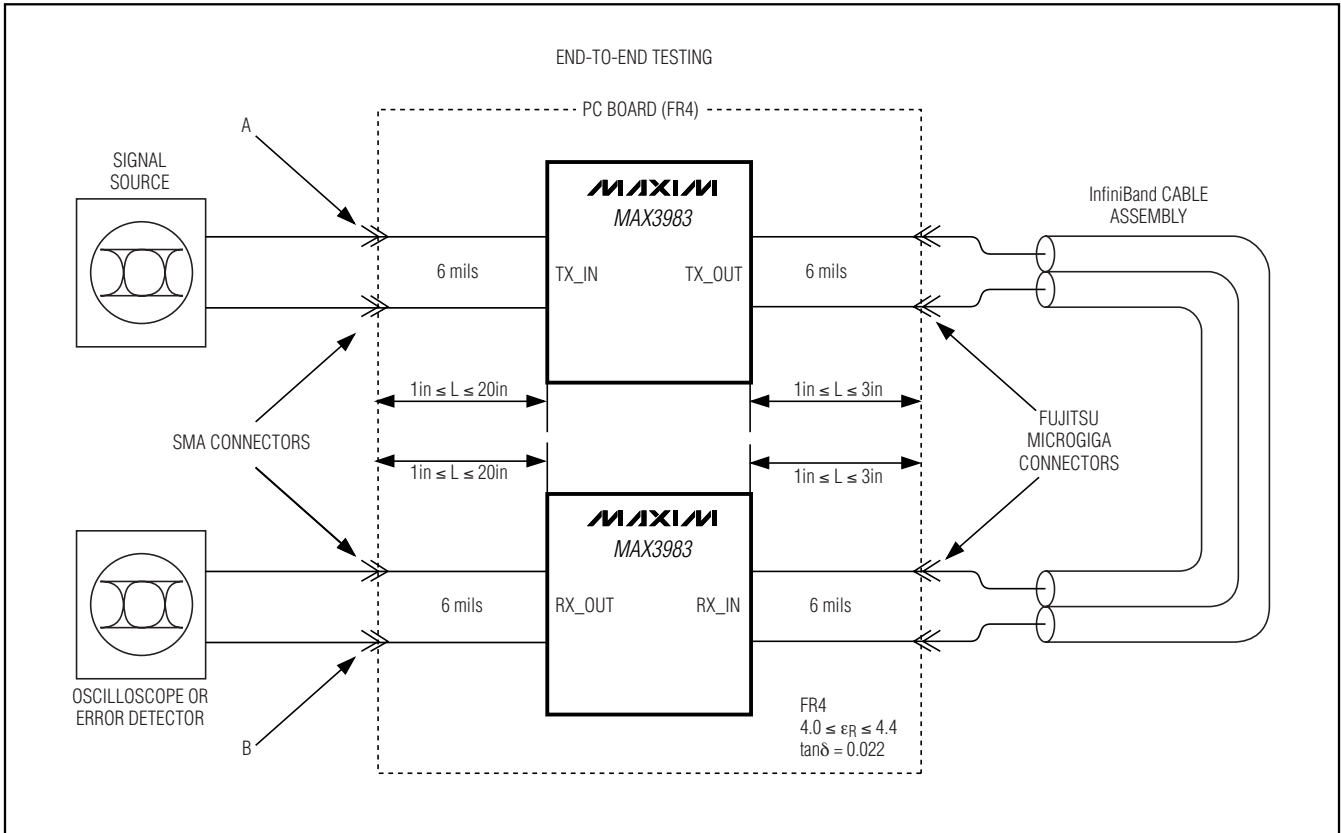 END-TO-END TESTING
PC BOARD (FR4)
A
SIGNAL
SOURCE
MAXIM
MAX3983
InfiniBand CABLE
ASSEMBLY
6 mils
TX_IN
TX_OUT
6 mils
1in ≤ L ≤ 20in
1in ≤ L ≤ 3in
SMA CONNECTORS
FUJITSU
MICROGIGA
CONNECTORS
1in ≤ L ≤ 20in
1in ≤ L ≤ 3in
MAXIM
MAX3983
6 mils
RX_OUT
RX_IN
6 mils
OSCILLOSCOPE OR
ERROR DETECTOR
B
FR4
4.0 ≤ εR ≤ 4.4
tanδ = 0.022